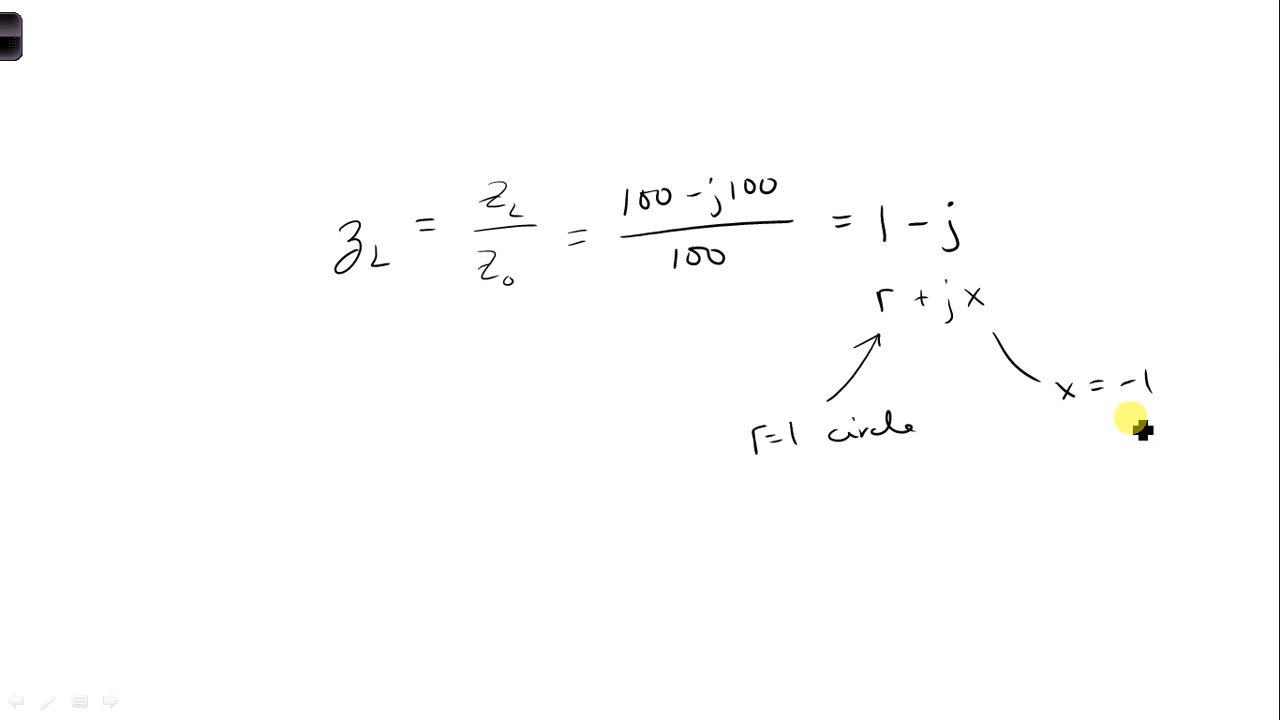 z_L = Z_L / Z_0 = 100 - j100 / 100 = 1 - j
r + jx
x = -1
r=1 circle